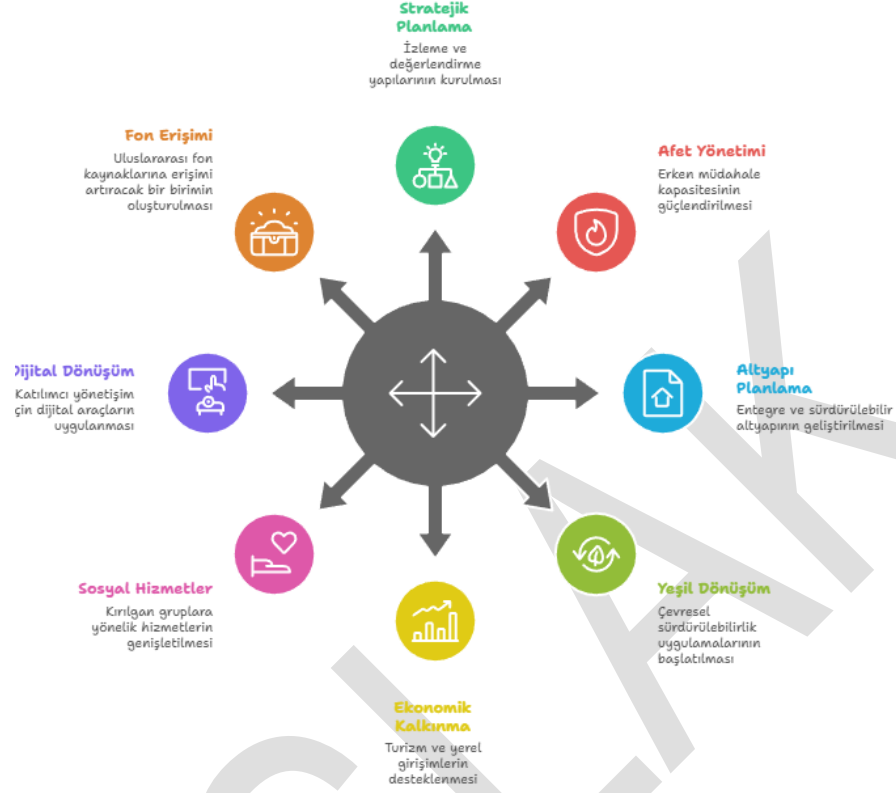 Stratejik
Planlama
İzleme ve
değerlendirme
yapılarının kurulması
Fon Erişimi
Uluslararası fon
kaynaklarına erişimi
artıracak bir birimin
oluşturulması
Afet Yönetimi
Erken müdahale
kapasitesinin
güçlendirilmesi
Dijital Dönüşüm
Katılımcı yönetişim
için dijital araçların
uygulanması
Altyapı
Planlama
Entegre ve sürdürülebilir
altyapının geliştirilmesi
Sosyal Hizmetler
Kırılgan gruplara
yönelik hizmetlerin
genişletilmesi
Yeşil Dönüşüm
Çevresel
sürdürülebilirlik
uygulamalarının
başlatılması
Ekonomik
Kalkınma
Turizm ve yerel
girişimlerin
desteklenmesi